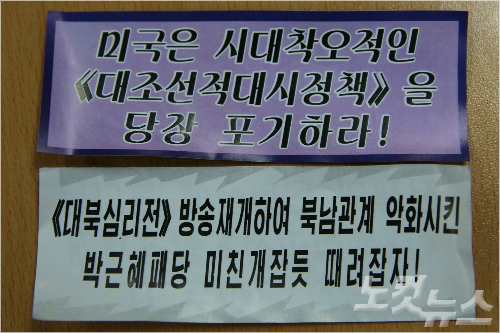 미국은 시대착오적인
《대조선적대시정책》을
당장 포기하라!
《대북심리전》 방송재개하여 북남관계 악화시킨
박근혜패당 미친개잡듯 때려잡자!
노컷뉴스